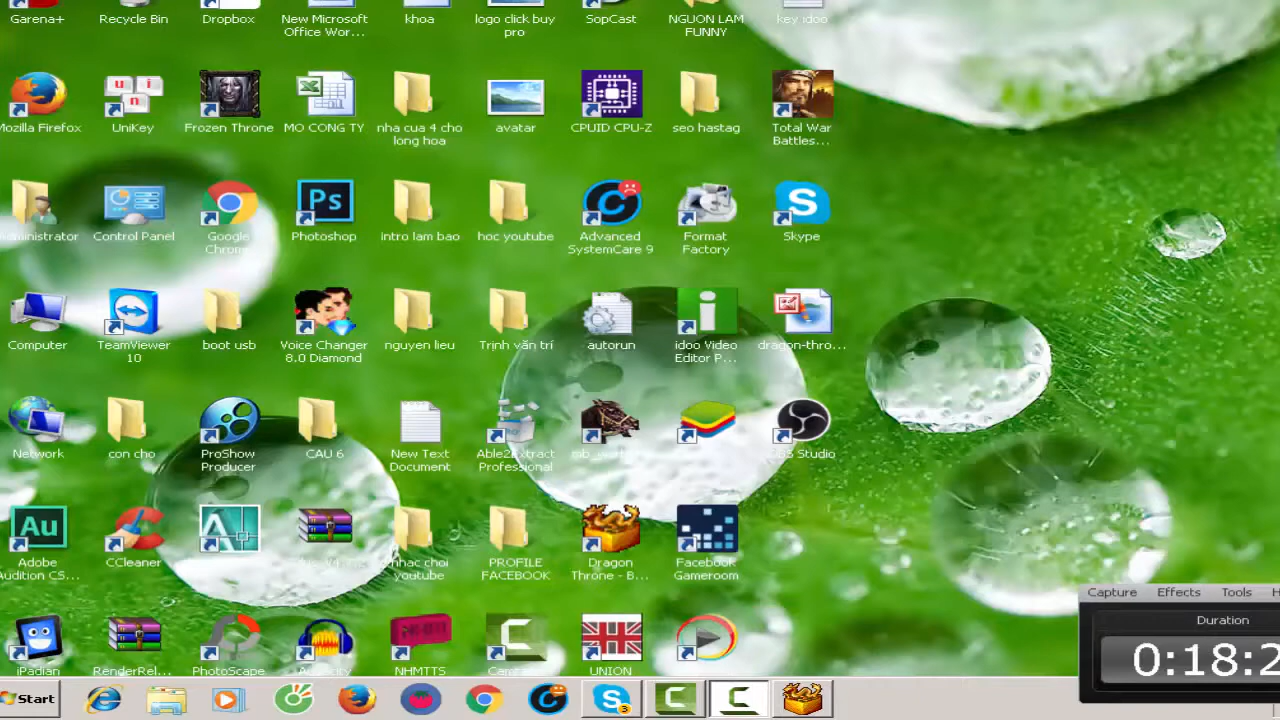 Garena+
Recycle Bin
Dropbox
New Microsoft
Office Wor...
khoa
logo click buy
pro
SopCast
NGUON LAM
FUNNY
key idoo
Mozilla Firefox
UniKey
Frozen Throne
MO CONG TY
nha cua 4 cho
long hoa
avatar
CPUID CPU-Z
seo hastag
Total War
Battles...
Administrator
Control Panel
Google
Chrome
Photoshop
intro lam bao
hoc youtube
Advanced
SystemCare 9
Format
Factory
Skype
Computer
TeamViewer
10
boot usb
Voice Changer
8.0 Diamond
nguyen lieu
Trịnh văn trí
autorun
idoo Video
Editor P...
dragon-thro...
Network
con cho
ProShow
Producer
CAU 6
New Text
Document
Able2Extract
Professional
Studio
Adobe
Audition CS...
CCleaner
nhac choi
youtube
PROFILE
FACEBOOK
Dragon
Throne - B...
Facebook
Gameroom
iPadian
RenderRel...
PhotoScape
Audacity
NHMTTS
UNION
Capture
Effects
Tools
H
Duration
0:18:2
Start